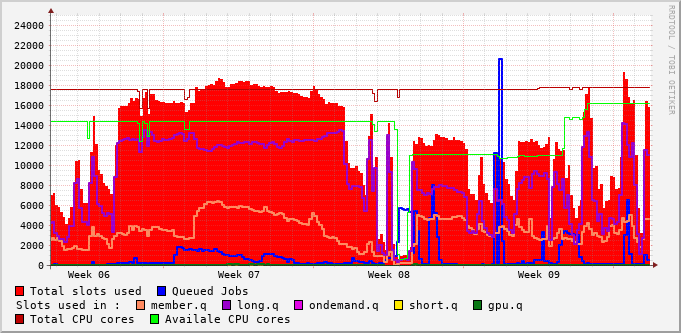 24000
22000
20000
18000
16000
14000
12000
10000
8000
6000
4000
2000
0
Week 06 Week 07 Week 08 Week 09
RRDTOOL / TOBI OETIKER
Total slots used Queued Jobs
Slots used in : member.q long.q ondemand.q short.q gpu.q
Total CPU cores Availale CPU cores